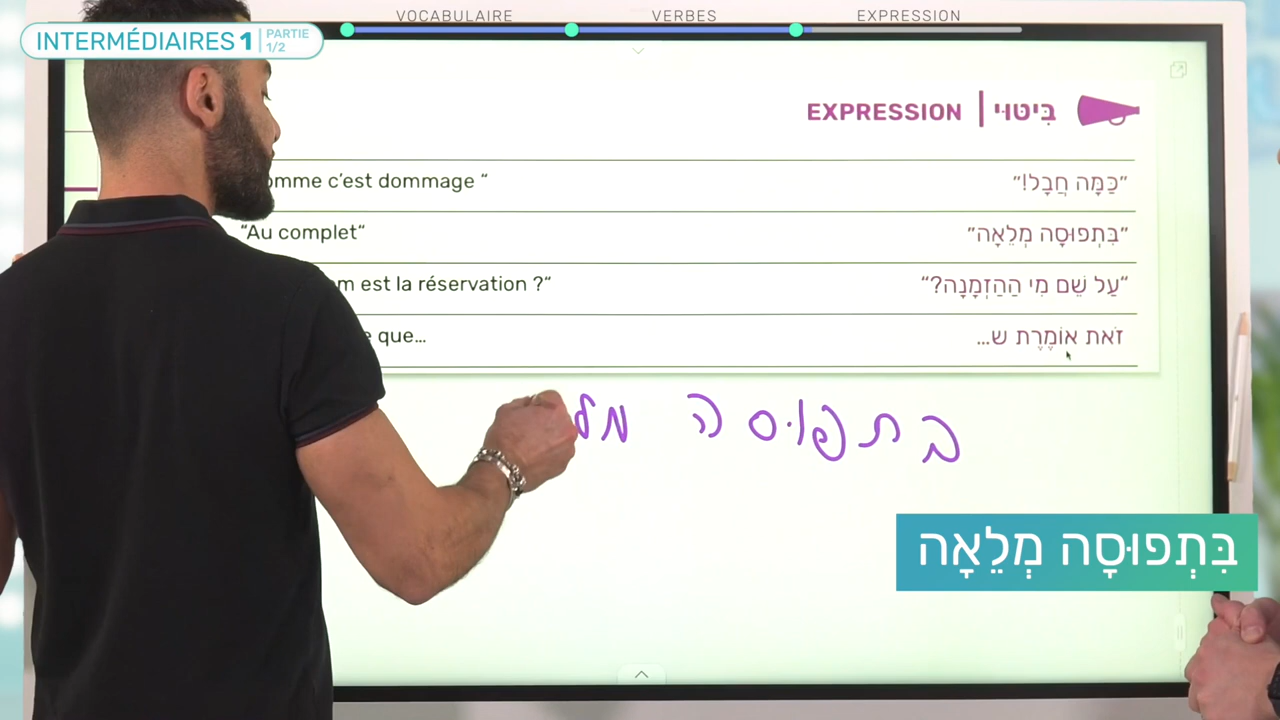 VOCABULAIRE VERBES EXPRESSION
INTERMÉDIAIRES 1 PARTIE 1/2
EXPRESSION | בִּיטּוּי
omme c'est dommage “
”כַּמָּה חֲבָל!”
“Au complet“
”בִּתְפוּסָה מְלֵאָה”
m est la réservation ?“
”עַל שֵׁם מִי הַהַזְמָנָה?“
que...
זֹאת אוֹמֶרֶת ש...
בתפוסה מל
בִּתְפוּסָה מְלֵאָה